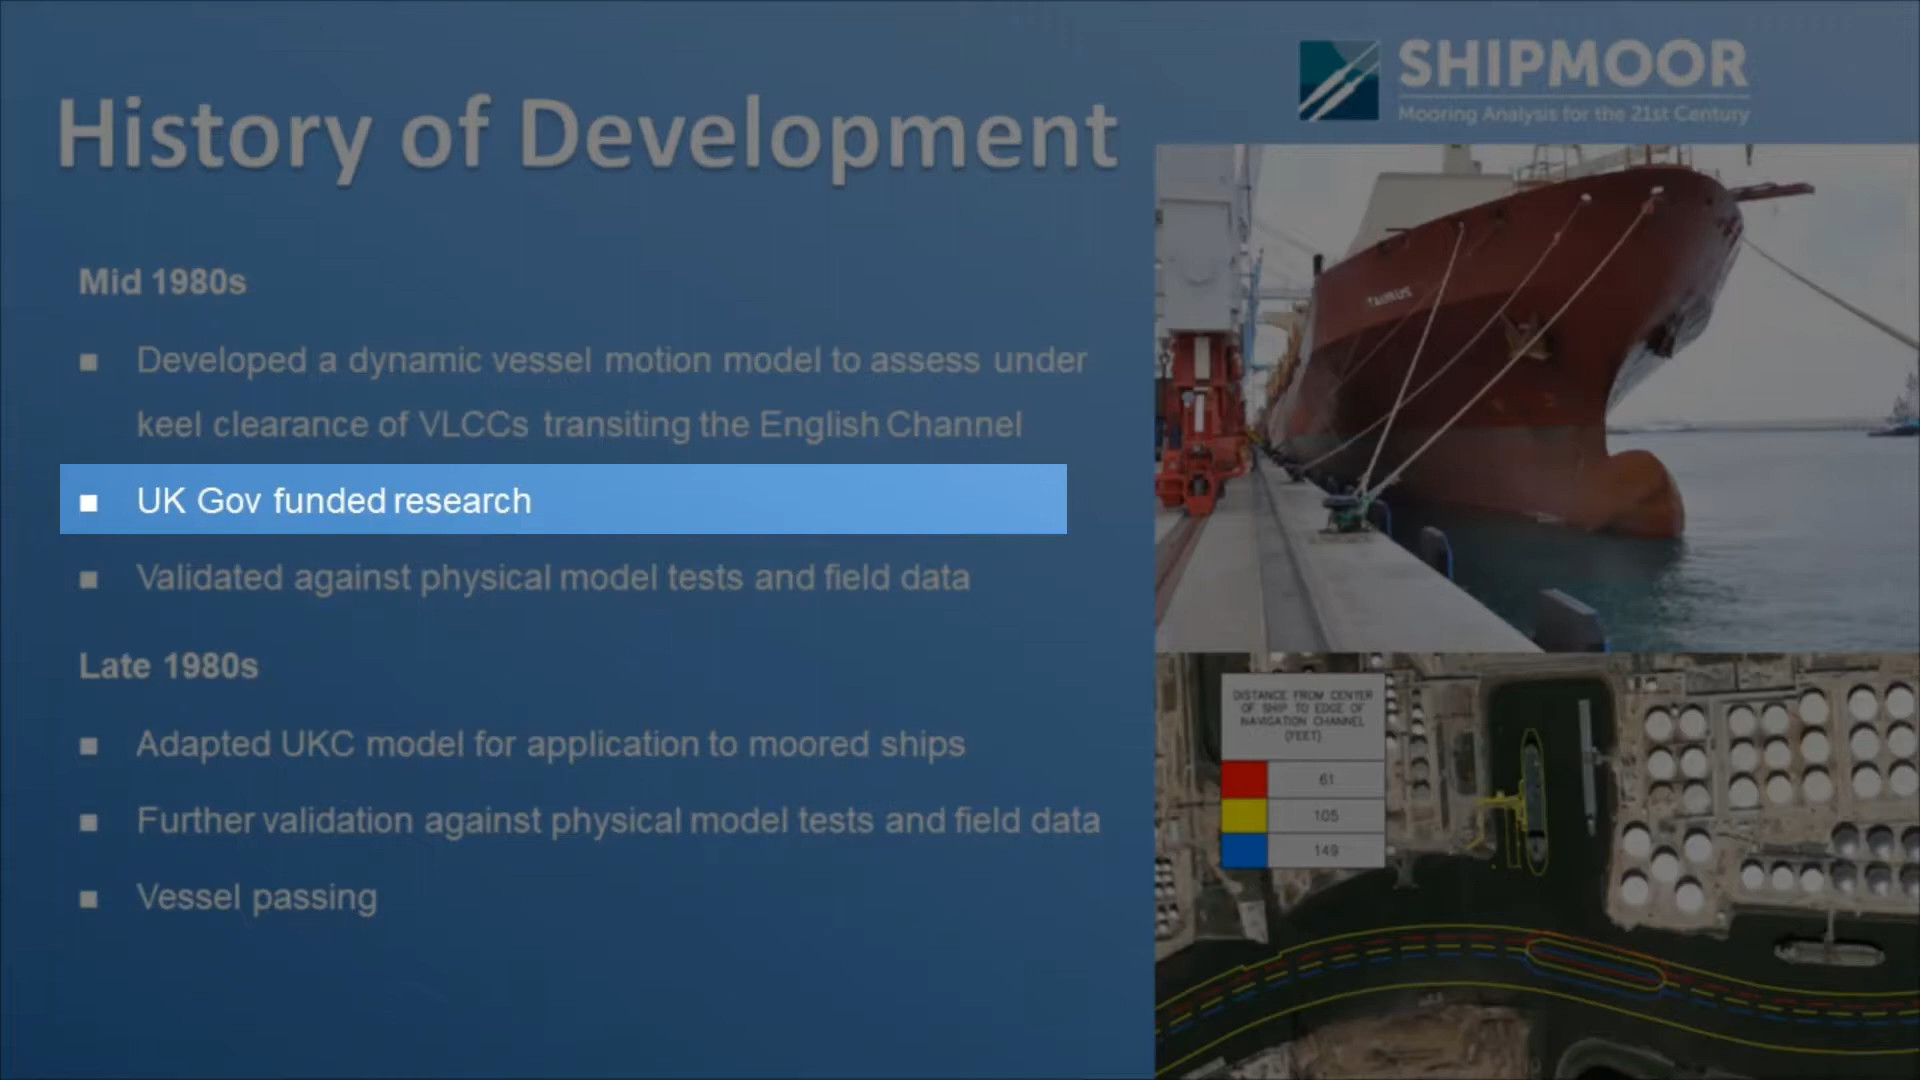 SHIPMOOR
Mooring Analysis for the 21st Century
History of Development
Mid 1980s
■ Developed a dynamic vessel motion model to assess under
keel clearance of VLCCs transiting the English Channel
■ UK Gov funded research
■ Validated against physical model tests and field data
Late 1980s
■ Adapted UKC model for application to moored ships
■ Further validation against physical model tests and field data
■ Vessel passing
TAURUS
DISTANCE FROM CENTER
OF SHIP TO EDGE OF
NAVIGATION CHANNEL
(FEET)
61
105
149